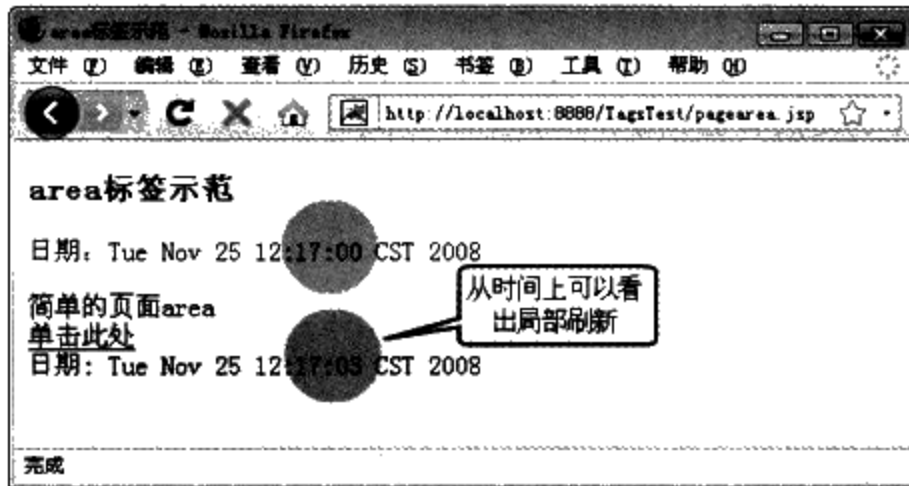 area标签示范 - Mozilla Firefox
文件 (F) 编辑 (E) 查看 (V) 历史 (S) 书签 (B) 工具 (T) 帮助 (H)
http://localhost:8888/TagsTest/pagearea.jsp
area标签示范
日期: Tue Nov 25 12:17:00 CST 2008
从时间上可以看
出局部刷新
简单的页面area
单击此处
日期: Tue Nov 25 12:17:03 CST 2008
完成